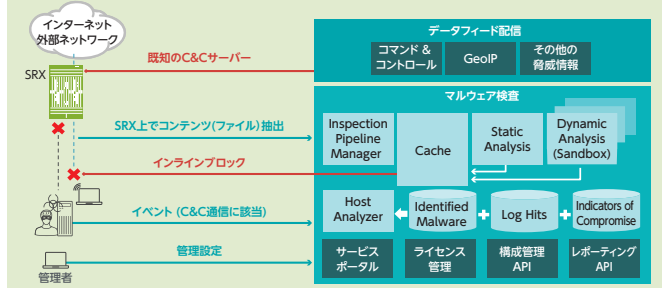 インターネット
外部ネットワーク
SRX
既知のC&Cサーバー
データフィード配信
コマンド &
コントロール
GeoIP
その他の
脅威情報
マルウェア検査
SRX上でコンテンツ(ファイル)抽出
Inspection
Pipeline
Manager
Cache
Static
Analysis
Dynamic
Analysis
(Sandbox)
インラインブロック
イベント (C&C通信に該当)
Host
Analyzer
Identified
Malware
Log Hits
Indicators of
Compromise
管理設定
管理者
サービス
ポータル
ライセンス
管理
構成管理
API
レポーティング
API